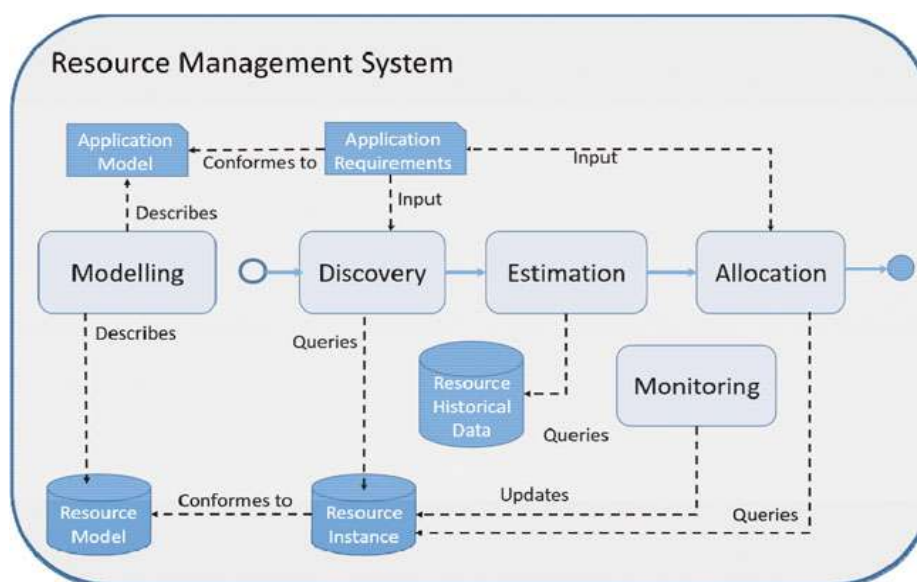 Resource Management System
Application
Model
Conformes to
Application
Requirements
Input
Describes
Input
Modelling
Discovery
Estimation
Allocation
Describes
Queries
Resource
Historical
Data
Monitoring
Queries
Resource
Model
Conformes to
Resource
Instance
Updates
Queries